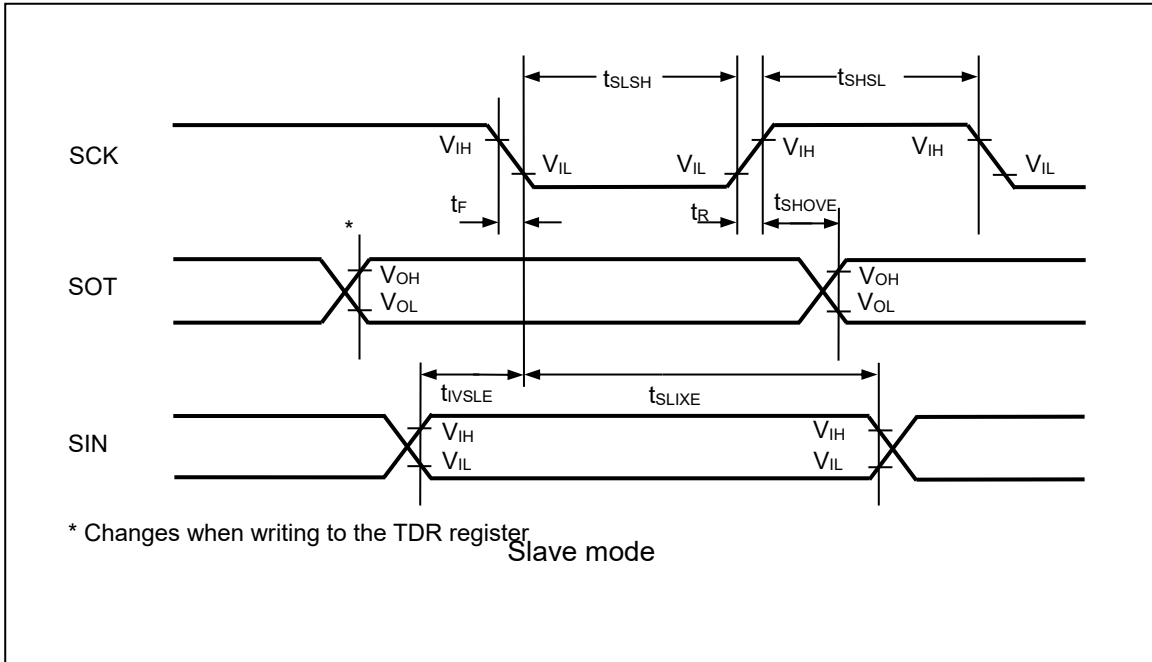 tSLSH
tSHSL
SCK
VIH
VIL
VIL
VIH
VIH
VIL
tF
tR
tSHOVE
*
SOT
VOH
VOL
VOH
VOL
tIVSLE
tSLIXE
SIN
VIH
VIL
VIH
VIL
* Changes when writing to the TDR register
Slave mode